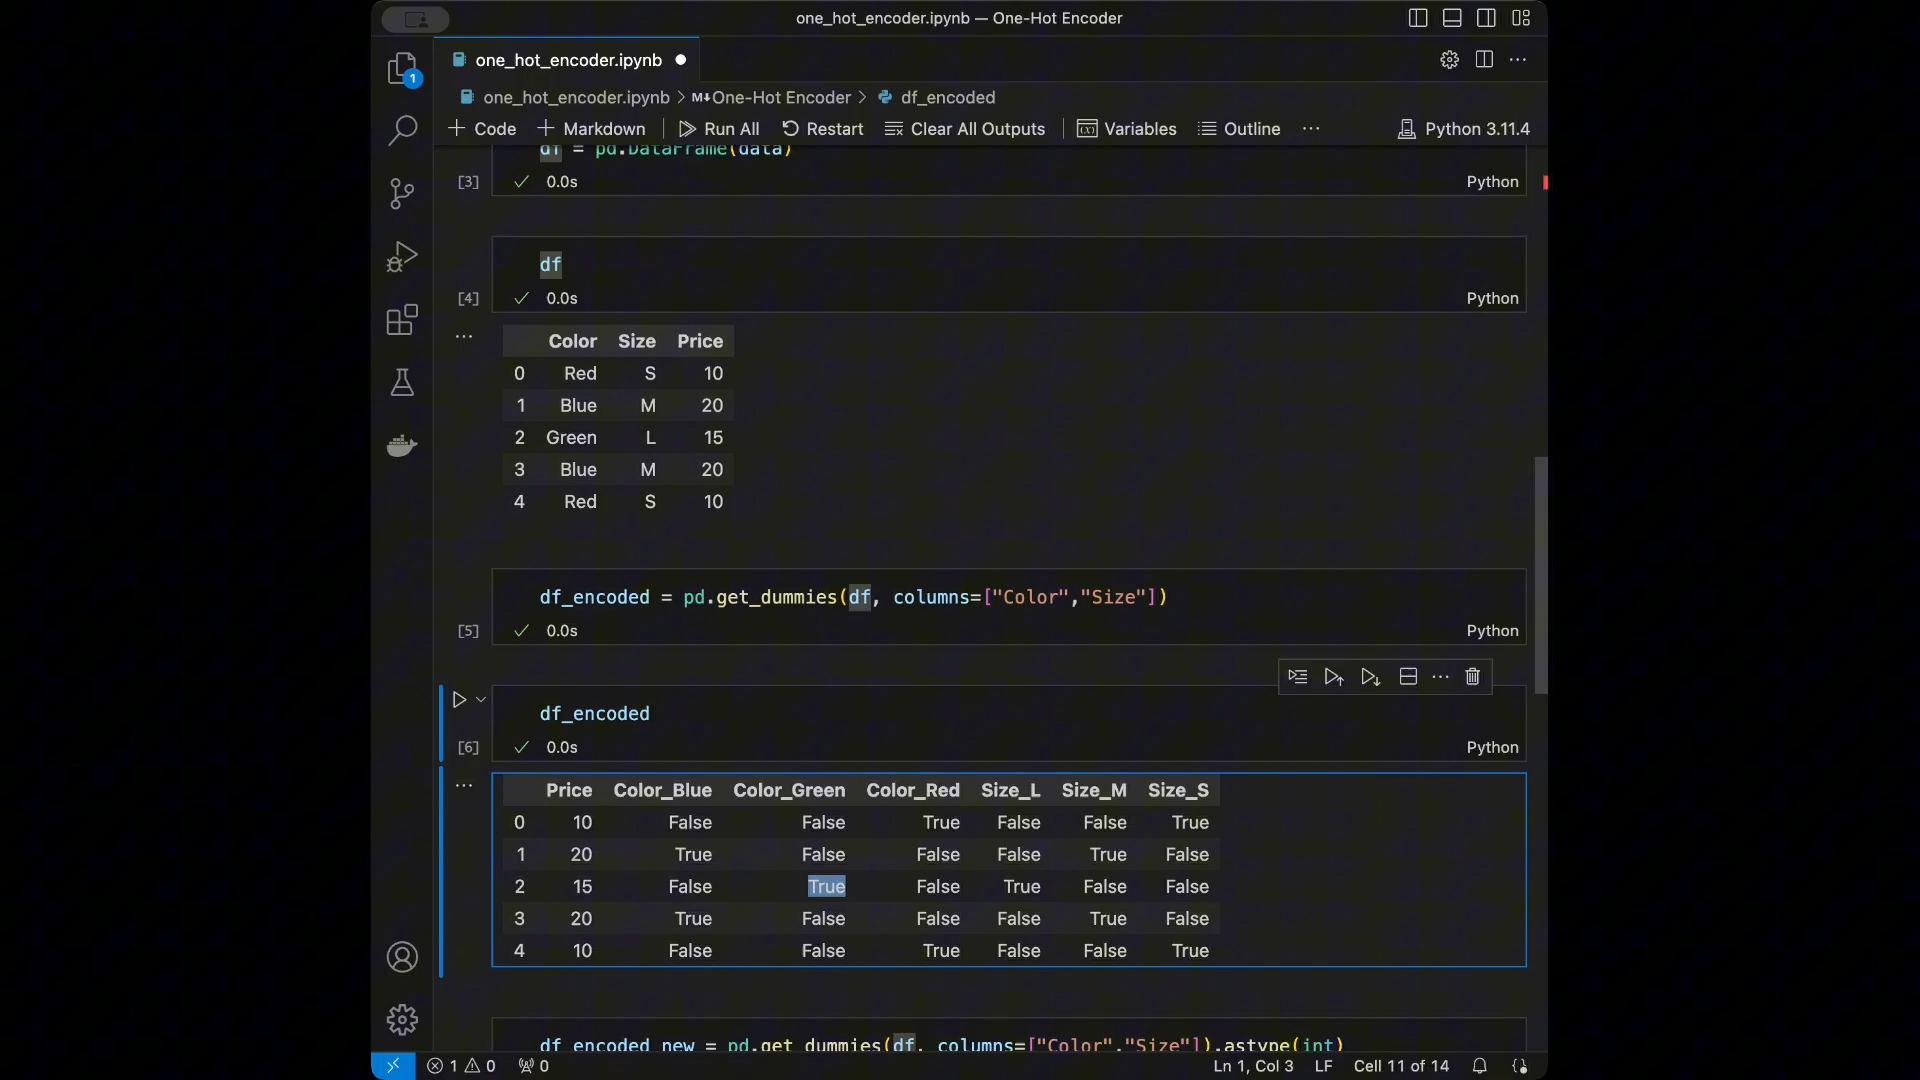 one_hot_encoder.ipynb — One-Hot Encoder
one_hot_encoder.ipynb
1
one_hot_encoder.ipynb > M↓One-Hot Encoder > df_encoded
+ Code + Markdown Run All Restart Clear All Outputs Variables Outline ··· Python 3.11.4
df = pd.DataFrame(data)
[3] 0.0s Python
df
[4] 0.0s Python
Color Size Price
0 Red S 10
1 Blue M 20
2 Green L 15
3 Blue M 20
4 Red S 10
df_encoded = pd.get_dummies(df, columns=["Color","Size"])
[5] 0.0s Python
df_encoded
[6] 0.0s Python
Price Color_Blue Color_Green Color_Red Size_L Size_M Size_S
0 10 False False True False False True
1 20 True False False False True False
2 15 False True False True False False
3 20 True False False False True False
4 10 False False True False False True
df_encoded_new = pd.get_dummies(df, columns=["Color","Size"]).astype(int)
1 0 0 Ln 1, Col 3 LF Cell 11 of 14